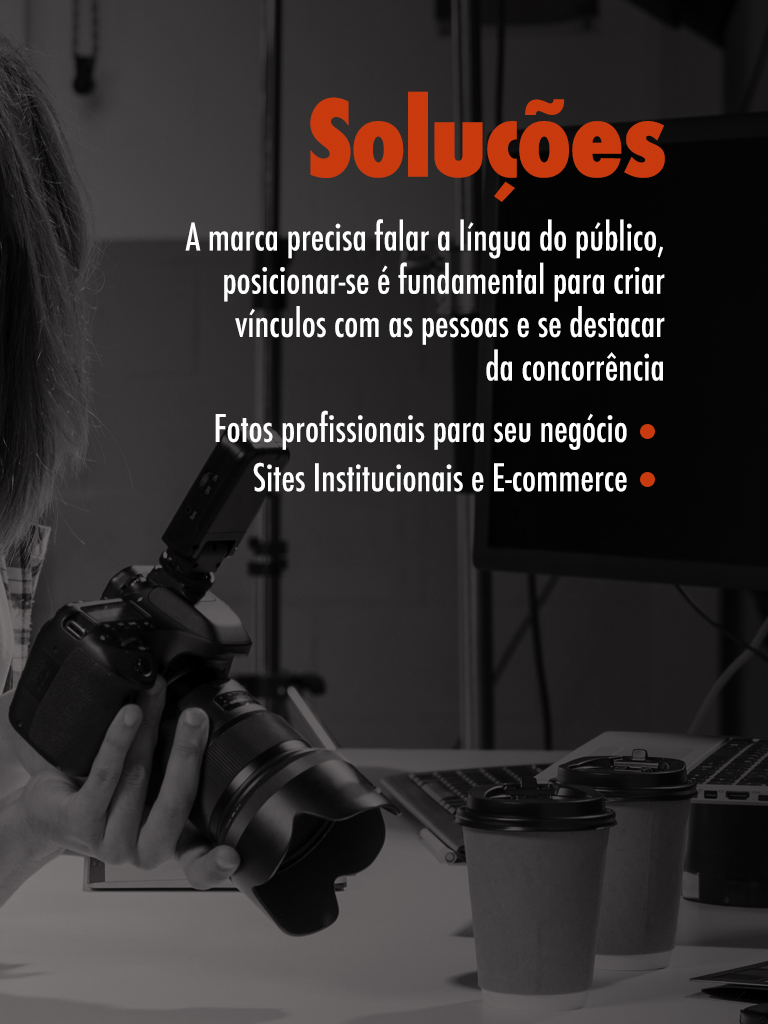 Soluções
A marca precisa falar a língua do público,
posicionar-se é fundamental para criar
vínculos com as pessoas e se destacar
da concorrência
Fotos profissionais para seu negócio •
Sites Institucionais e E-commerce •